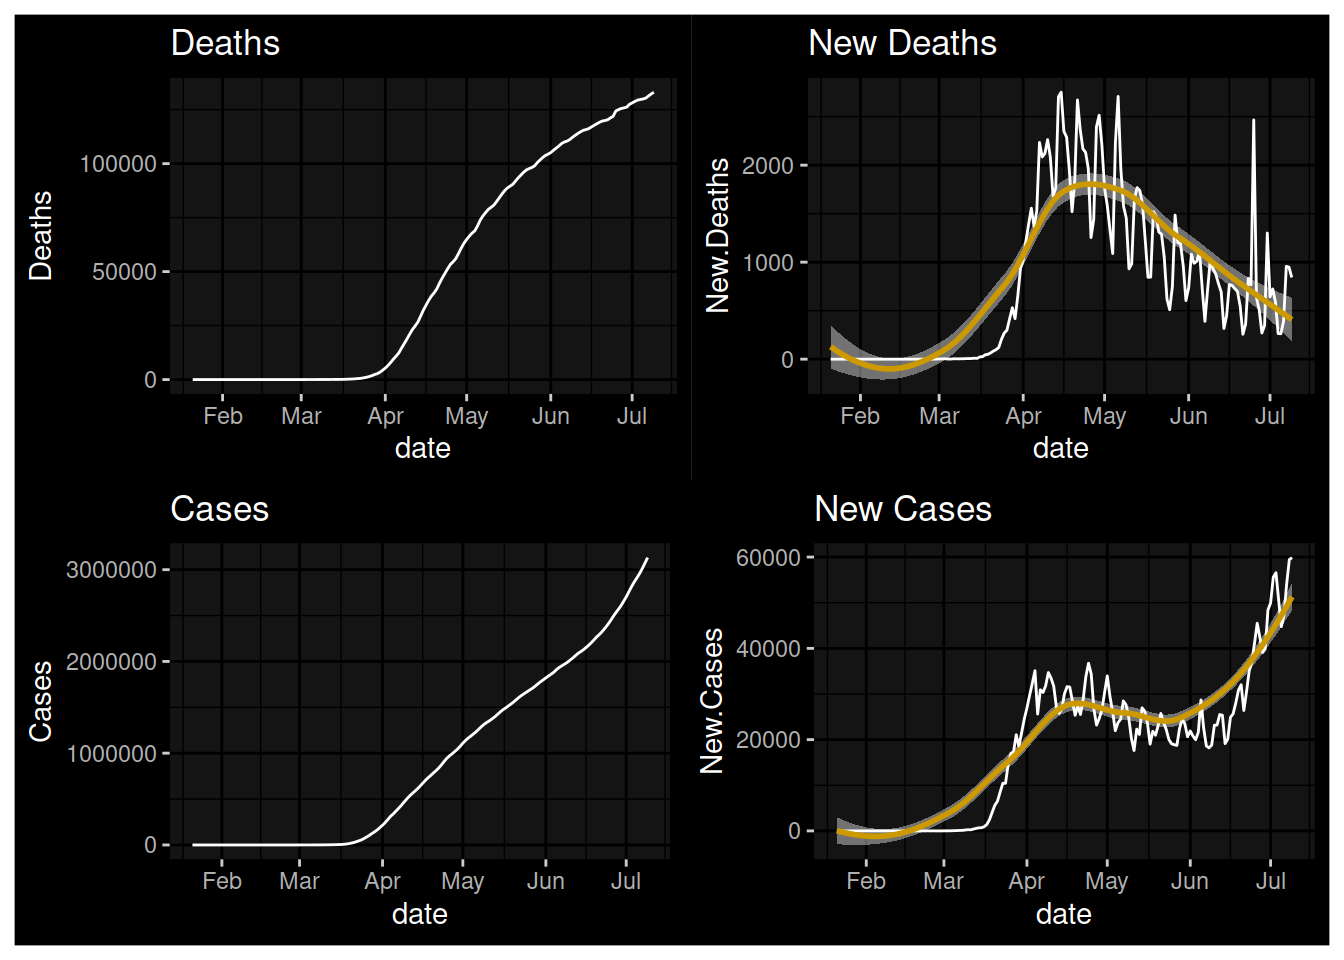 Deaths
Deaths
100000
50000
0
Feb Mar Apr May Jun Jul
date
New Deaths
New.Deaths
2000
1000
0
Feb Mar Apr May Jun Jul
date
Cases
Cases
3000000
2000000
1000000
0
Feb Mar Apr May Jun Jul
date
New Cases
New.Cases
60000
40000
20000
0
Feb Mar Apr May Jun Jul
date